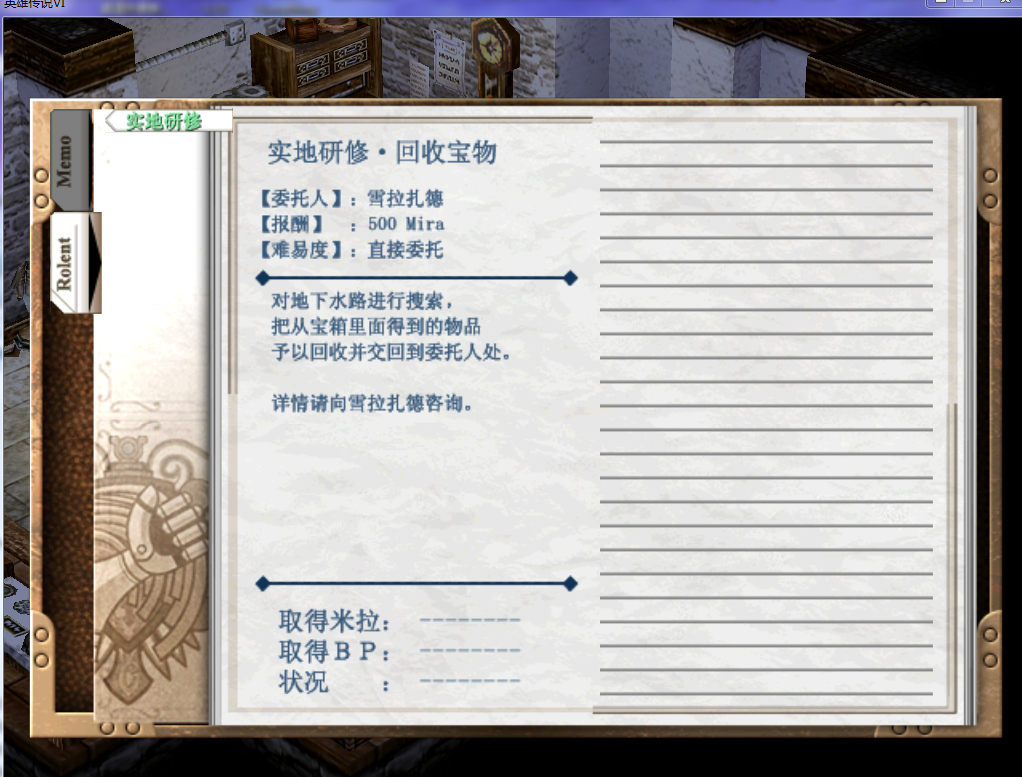 英雄传说VI
Memo
Rolent
实地研修
实地研修·回收宝物
【委托人】：雪拉扎德
【报酬】 ：500 Mira
【难易度】：直接委托
对地下水路进行搜索，
把从宝箱里面得到的物品
予以回收并交回到委托人处。
详情请向雪拉扎德咨询。
取得米拉： --------
取得ＢＰ： --------
状况 ： --------